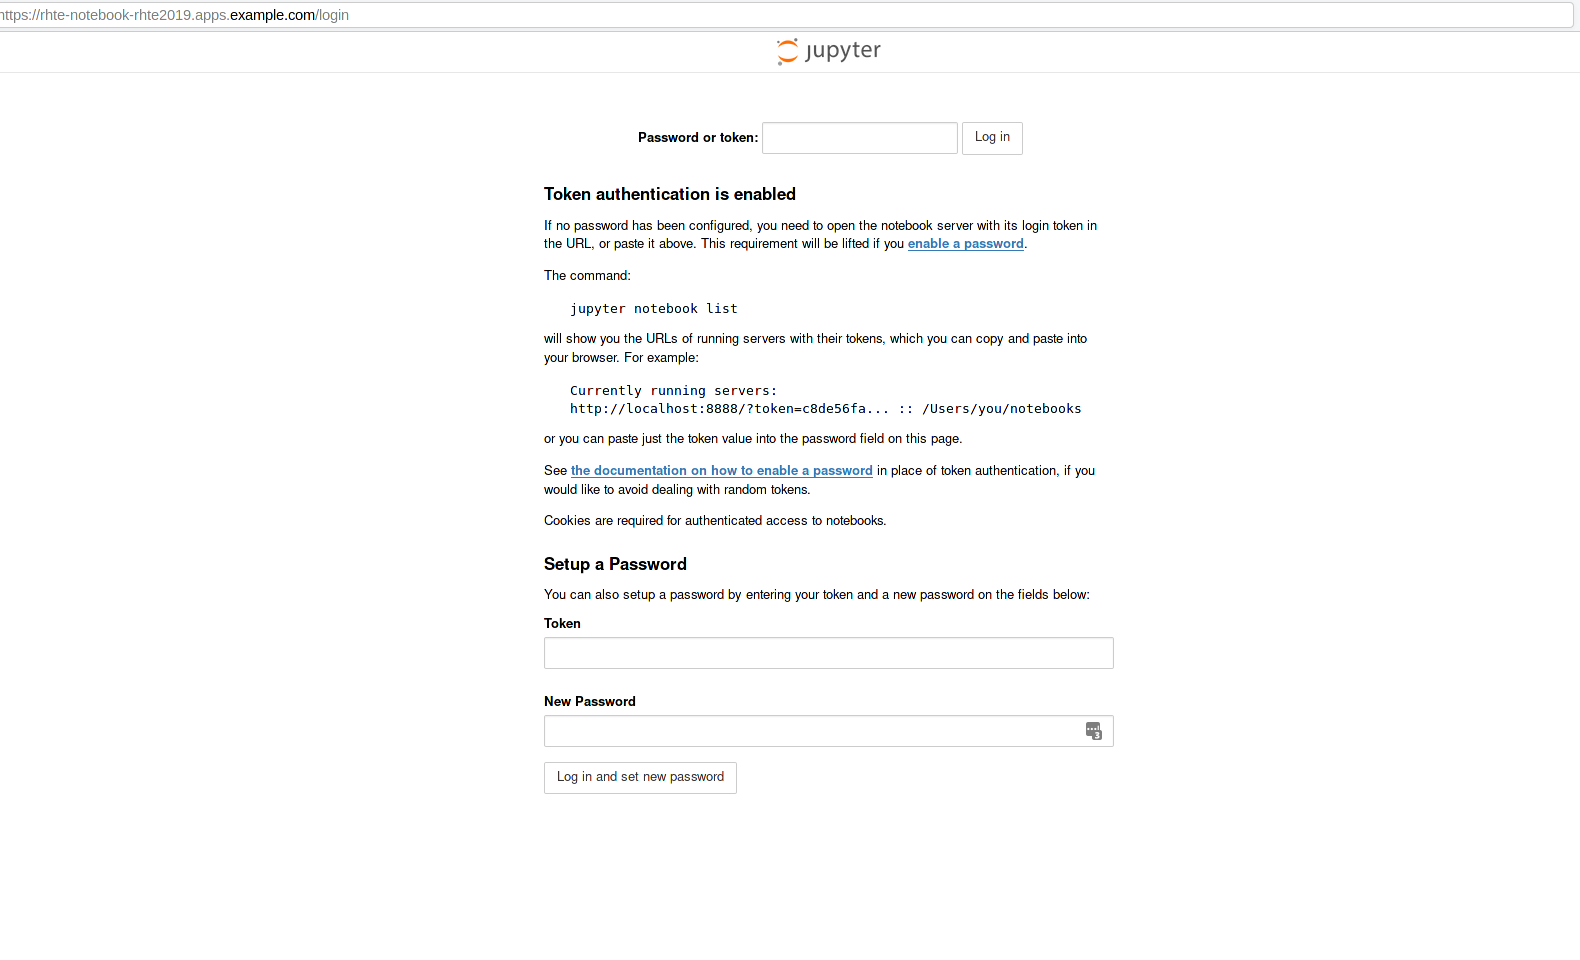 https://rhte-notebook-rhte2019.apps.example.com/login
jupyter
Password or token:
Log in
Token authentication is enabled
If no password has been configured, you need to open the notebook server with its login token in
the URL, or paste it above. This requirement will be lifted if you enable a password.
The command:
jupyter notebook list
will show you the URLs of running servers with their tokens, which you can copy and paste into
your browser. For example:
Currently running servers:
http://localhost:8888/?token=c8de56fa... :: /Users/you/notebooks
or you can paste just the token value into the password field on this page.
See the documentation on how to enable a password in place of token authentication, if you
would like to avoid dealing with random tokens.
Cookies are required for authenticated access to notebooks.
Setup a Password
You can also setup a password by entering your token and a new password on the fields below:
Token
New Password
3
Log in and set new password